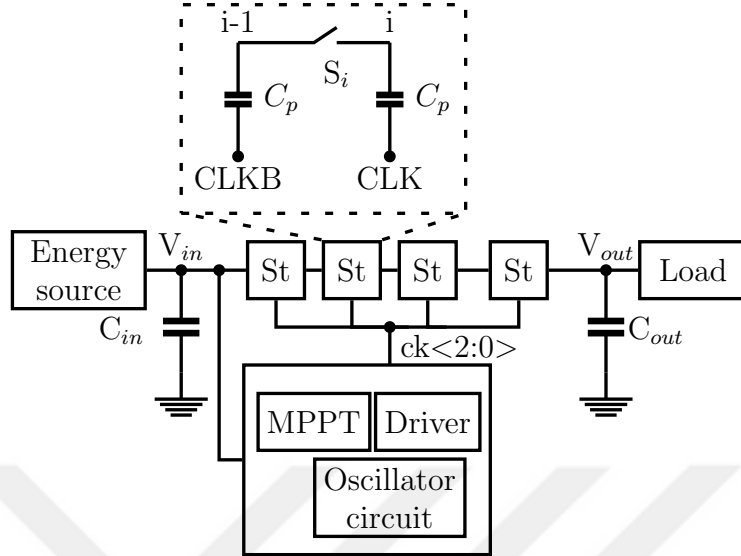 i-1 i
S_i
C_p C_p
CLKB CLK
Energy source
V_in
St St St St
V_out
Load
C_in
C_out
ck<2:0>
MPPT Driver
Oscillator circuit